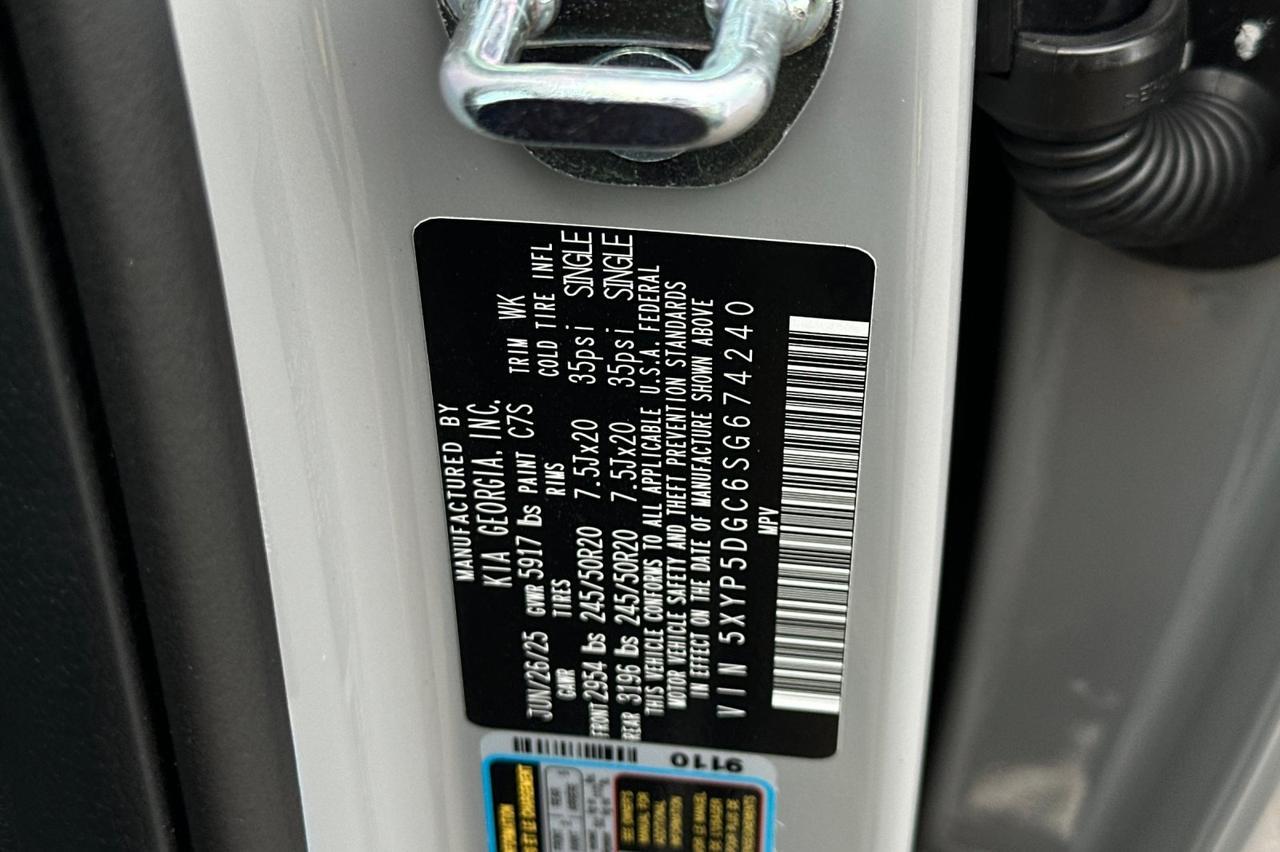 MANUFACTURED BY
KIA GEORGIA, INC.
JUN/26/25 GVWR 5917 lbs PAINT C7S TRIM WK
GAWR TIRES RIMS COLD TIRE INFL
FRONT 2954 lbs 245/50R20 7.5Jx20 35psi SINGLE
REAR 3196 lbs 245/50R20 7.5Jx20 35psi SINGLE
THIS VEHICLE CONFORMS TO ALL APPLICABLE U.S.A. FEDERAL
MOTOR VEHICLE SAFETY AND THEFT PREVENTION STANDARDS
IN EFFECT ON THE DATE OF MANUFACTURE SHOWN ABOVE
VIN 5XYP5DGC6SG674240
MPV
9110